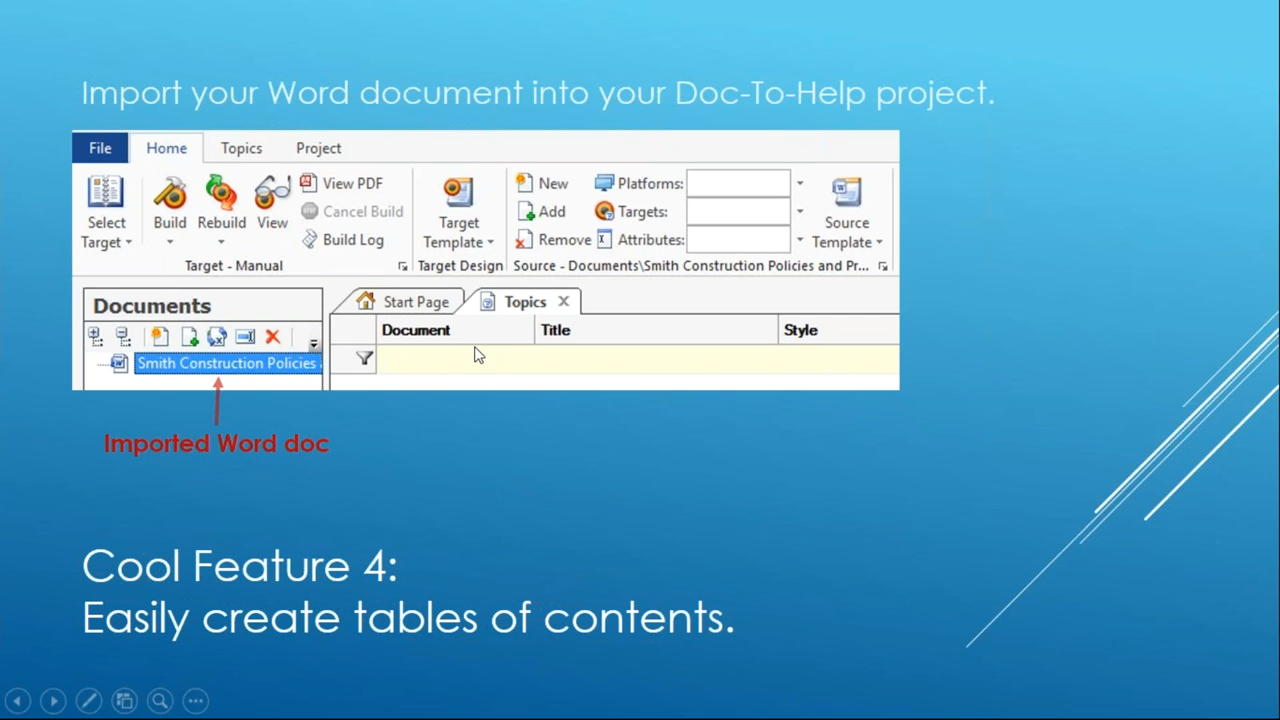 Import your Word document into your Doc-To-Help project.
File Home Topics Project
Select Target
Build
Rebuild
View
View PDF
Cancel Build
Build Log
Target - Manual
Target Template
Target Design
New
Add
Remove
Platforms:
Targets:
Attributes:
Source Template
Source - Documents\Smith Construction Policies and Pr...
Documents
Smith Construction Policies
Start Page
Topics
Document Title Style
Imported Word doc
Cool Feature 4:
Easily create tables of contents.